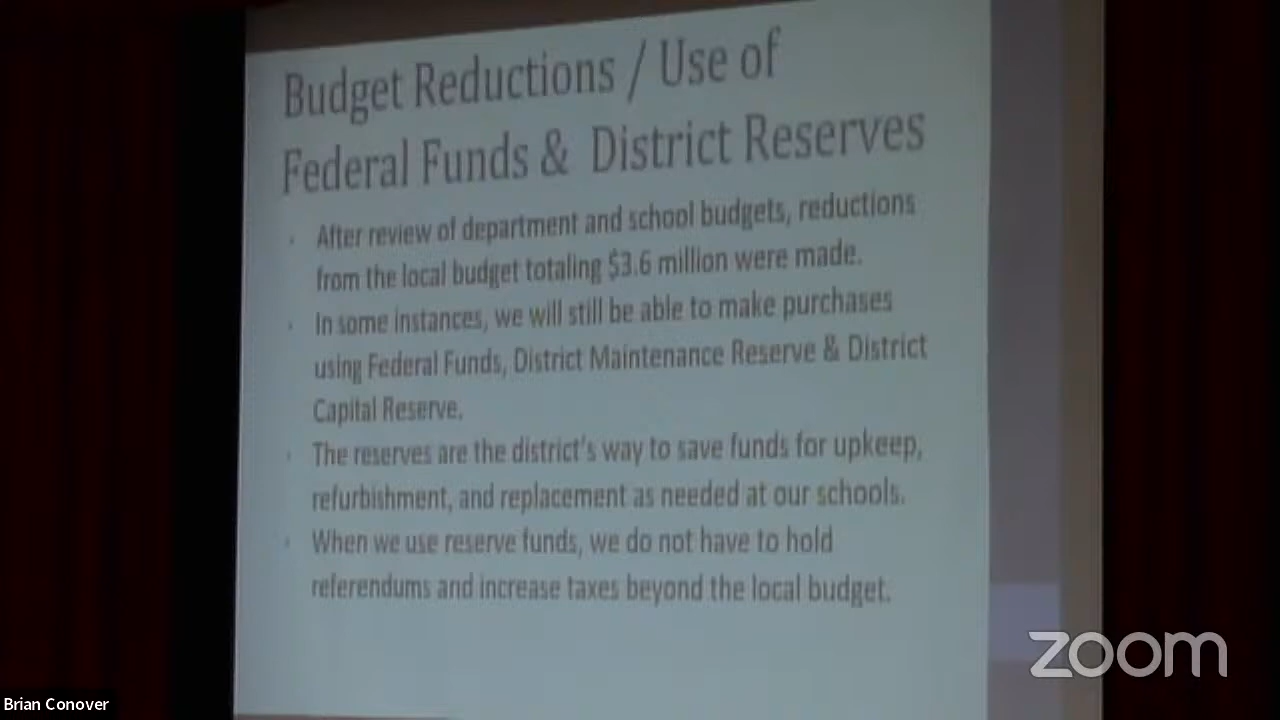 Budget Reductions / Use of
Federal Funds & District Reserves
After review of department and school budgets, reductions
from the local budget totaling $3.6 million were made.
In some instances, we will still be able to make purchases
using Federal Funds, District Maintenance Reserve & District
Capital Reserve.
The reserves are the district's way to save funds for upkeep,
refurbishment, and replacement as needed at our schools.
When we use reserve funds, we do not have to hold
referendums and increase taxes beyond the local budget.
zoom
Brian Conover